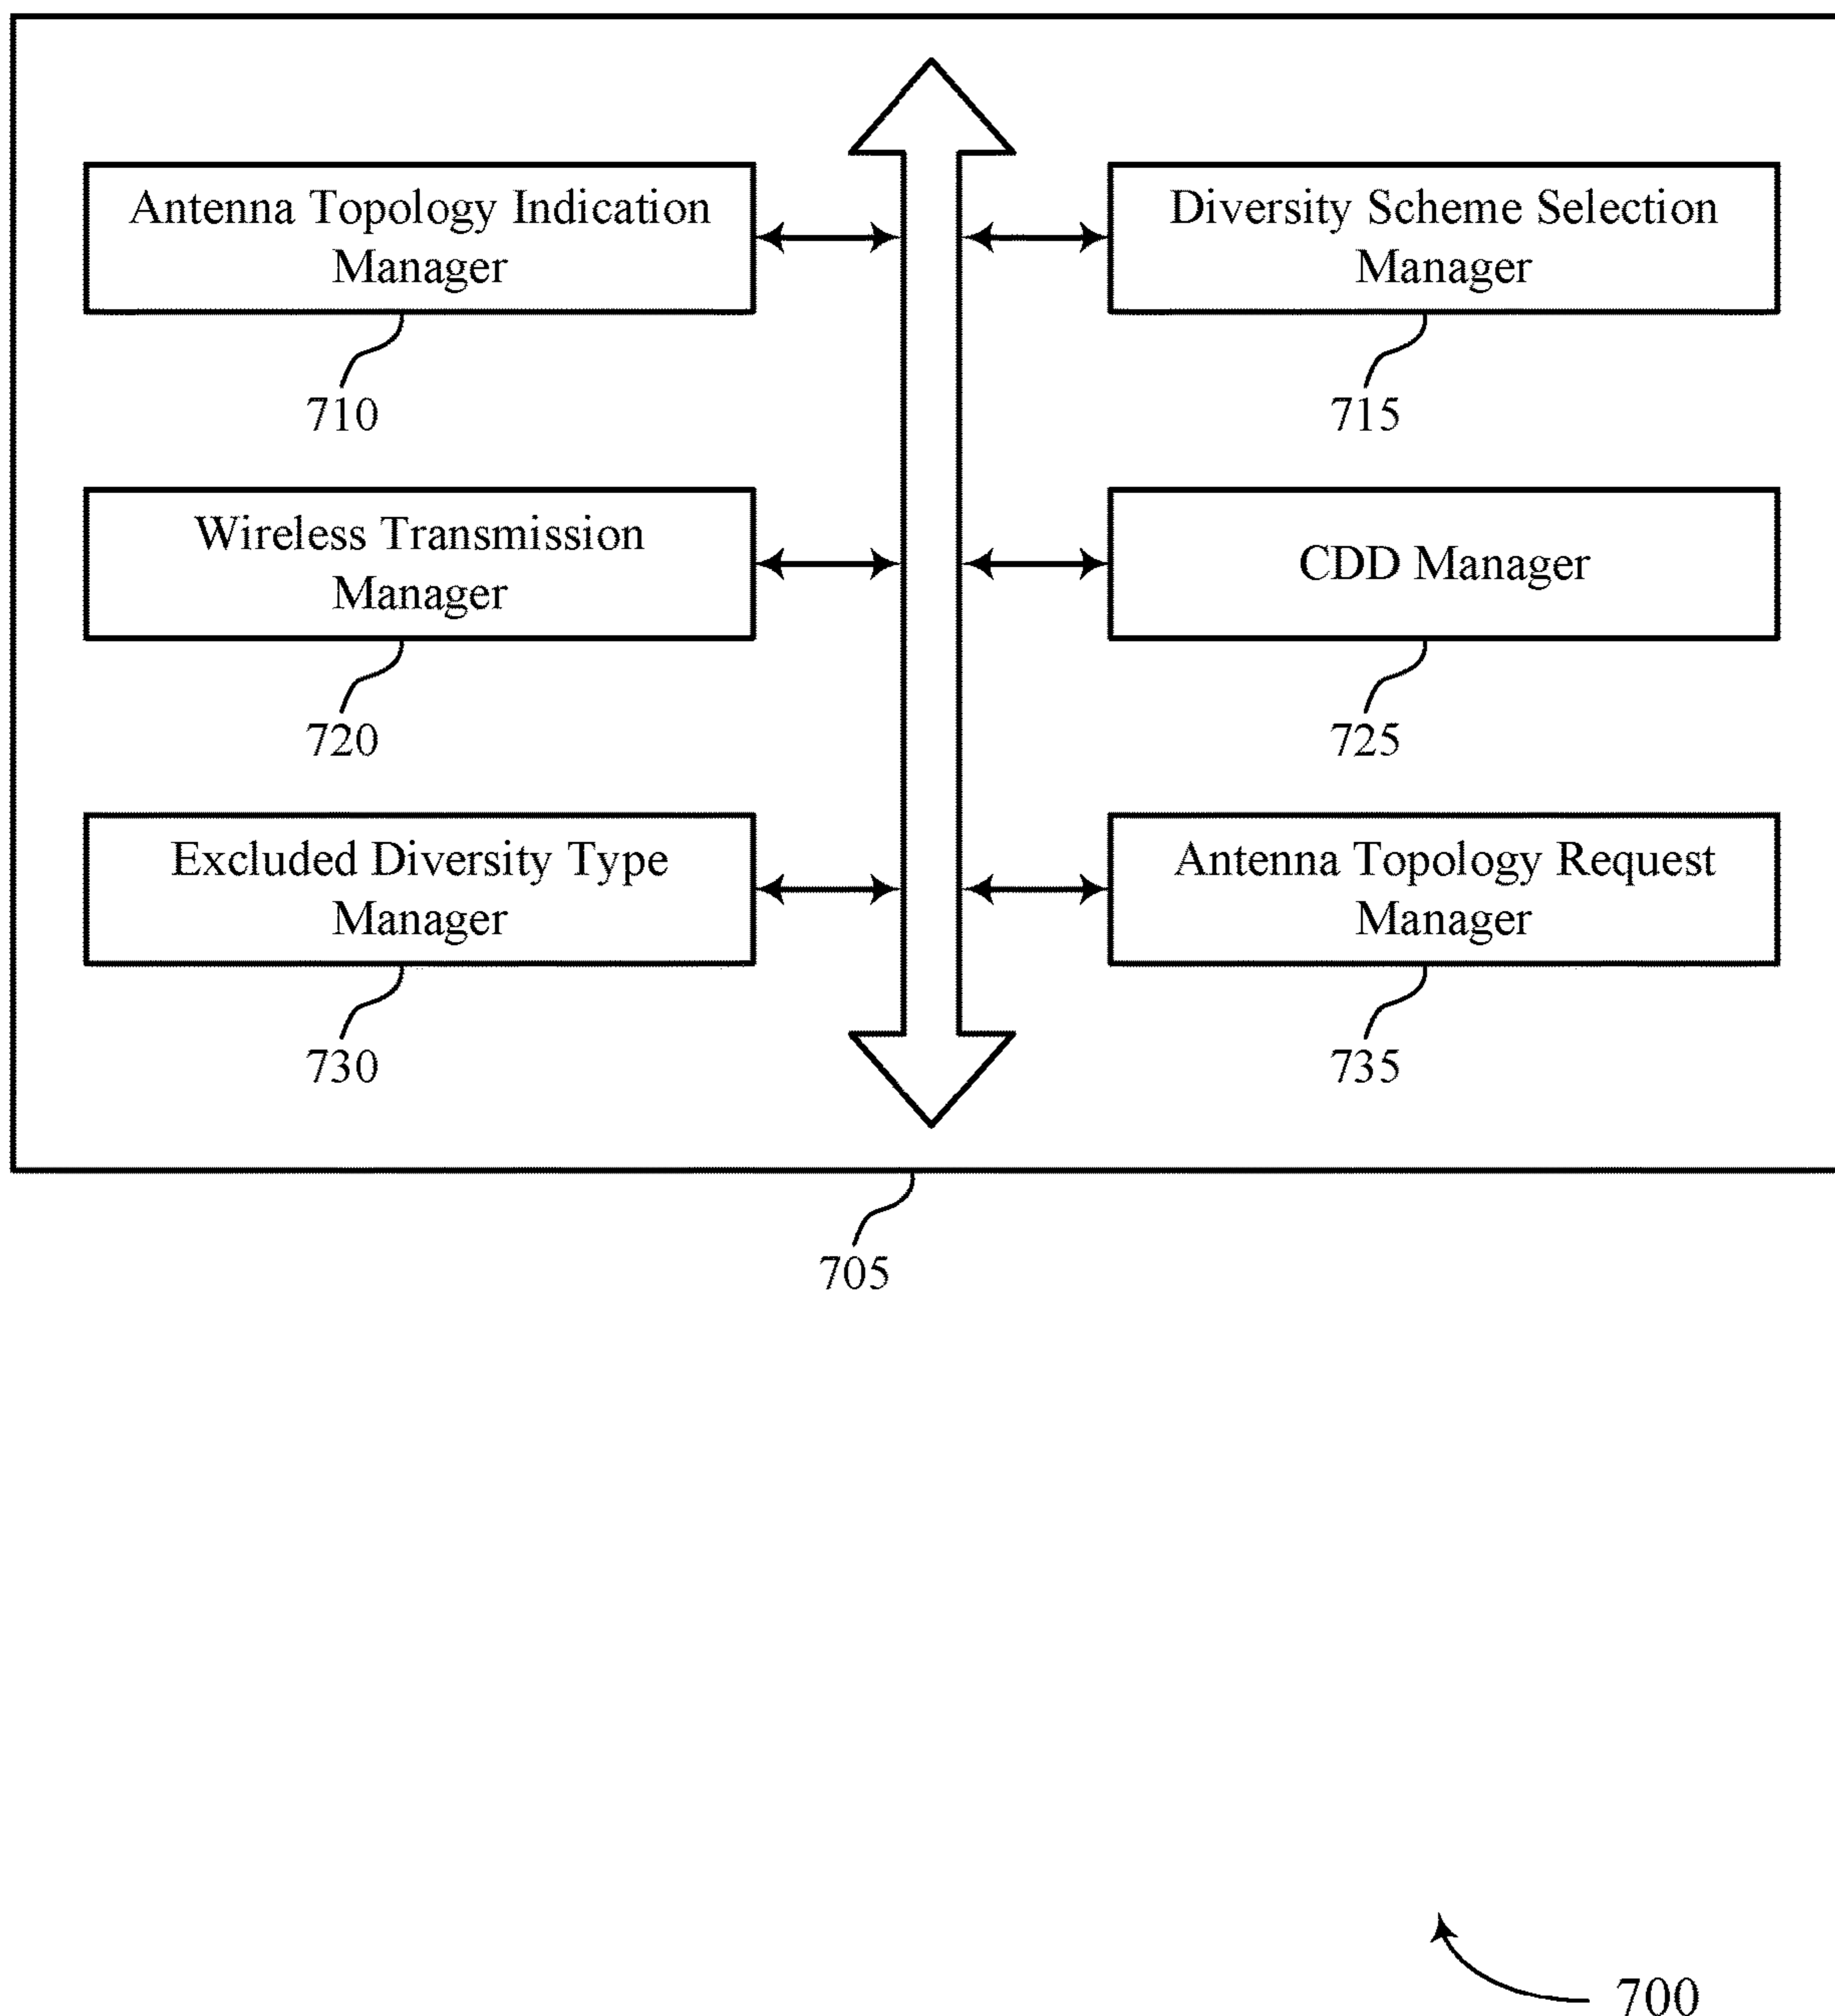 Antenna Topology Indication
Manager
710
Diversity Scheme Selection
Manager
715
Wireless Transmission
Manager
720
CDD Manager
725
Excluded Diversity Type
Manager
730
Antenna Topology Request
Manager
735
705
700